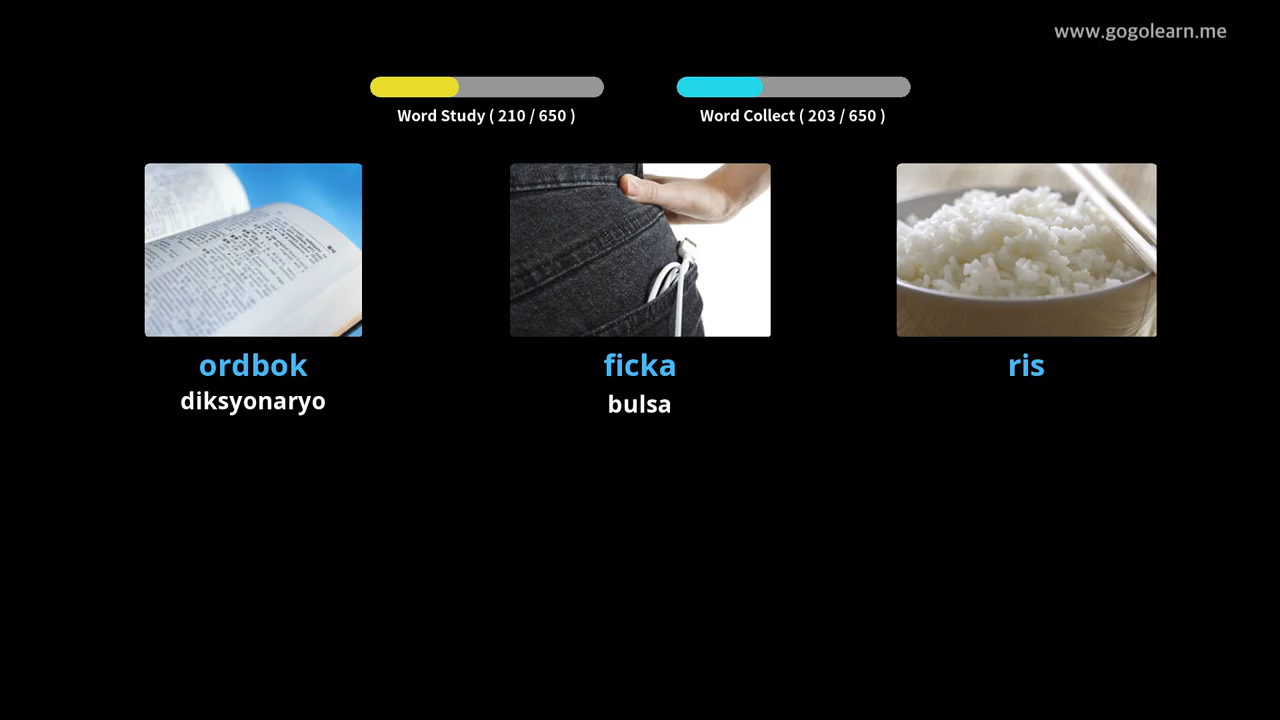 www.gogolearn.me
Word Study ( 210 / 650 )
Word Collect ( 203 / 650 )
ordbok
ficka
ris
diksyonaryo
bulsa